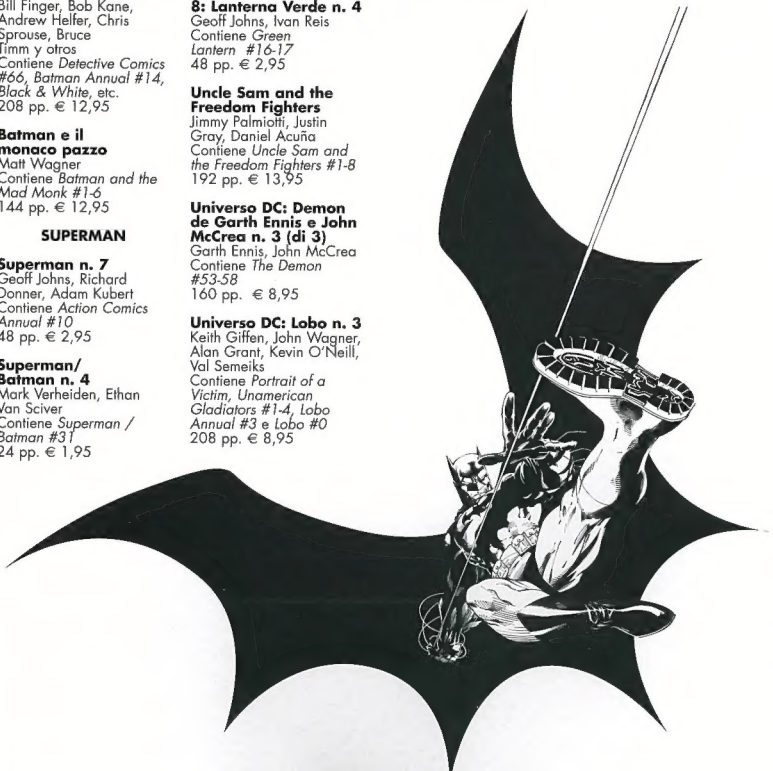 Bill Finger, Bob Kane,
Andrew Helfer, Chris
Sprouse, Bruce
Timm y otros
Contiene Detective Comics
#66, Batman Annual #14,
Black & White, etc.
208 pp. € 12,95
Batman e il
monaco pazzo
Matt Wagner
Contiene Batman and the
Mad Monk #1-6
144 pp. € 12,95
SUPERMAN
Superman n. 7
Geoff Johns, Richard
Donner, Adam Kubert
Contiene Action Comics
Annual #10
48 pp. € 2,95
Superman/
Batman n. 4
Mark Verheiden, Ethan
Van Sciver
Contiene Superman /
Batman #31
24 pp. € 1,95
8: Lanterna Verde n. 4
Geoff Johns, Ivan Reis
Contiene Green
Lantern #16-17
48 pp. € 2,95
Uncle Sam and the
Freedom Fighters
Jimmy Palmiotti, Justin
Gray, Daniel Acuña
Contiene Uncle Sam and
the Freedom Fighters #1-8
192 pp. € 13,95
Universo DC: Demon
de Garth Ennis e John
McCrea n. 3 (di 3)
Garth Ennis, John McCrea
Contiene The Demon
#53-58
160 pp. € 8,95
Universo DC: Lobo n. 3
Keith Giffen, John Wagner,
Alan Grant, Kevin O'Neill,
Val Semeiks
Contiene Portrait of a
Victim, Unamerican
Gladiators #1-4, Lobo
Annual #3 e Lobo #0
208 pp. € 8,95